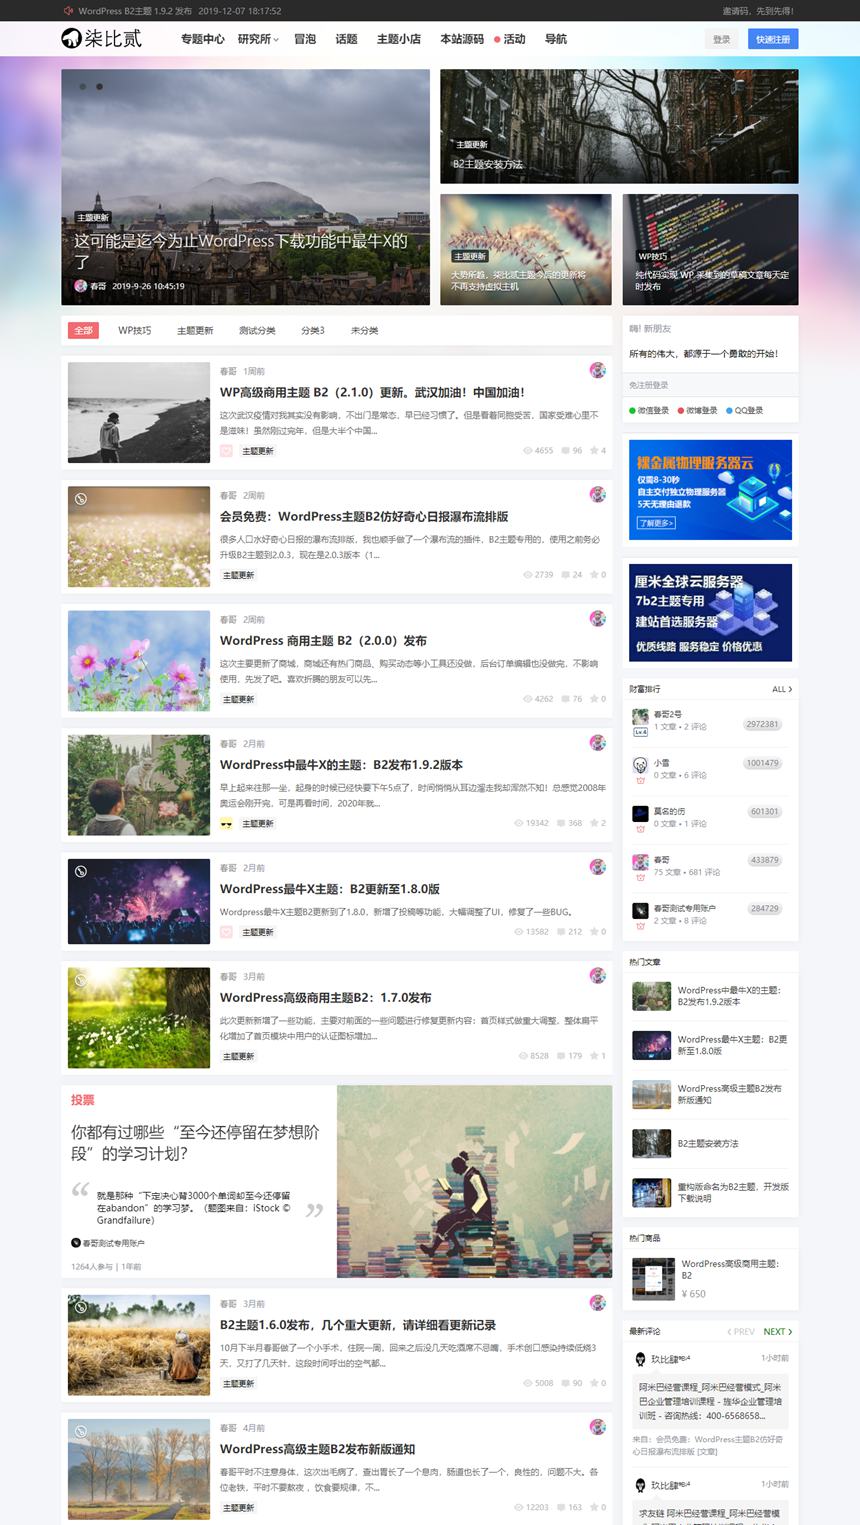 WordPress B2主题 1.9.2 发布 2019-12-07 18:17:52
邀请码，先到先得！
柒比贰
专题中心 研究所 冒泡 话题 主题小店 本站源码 活动 导航
登录 快速注册
主题更新
这可能是迄今为止WordPress下载功能中最牛X的
了
春哥 2019-9-26 10:45:19
主题更新
B2主题安装方法
主题更新
大势所趋，柒比贰主题今后的更新将
不再支持虚拟主机
WP技巧
纯代码实现 WP 采集到的草稿文章每天定
时发布
全部 WP技巧 主题更新 测试分类 分类3 未分类
春哥 1周前
WP高级商用主题 B2（2.1.0）更新。武汉加油！中国加油！
这次武汉疫情对我其实没有影响，不出门是常态，早已经习惯了。但是看着同胞受苦，国家受难心里不
是滋味！虽然刚过完年，但是大半个中国...
主题更新
4655 96 4
春哥 2周前
会员免费：WordPress主题B2仿好奇心日报瀑布流排版
很多人口水好奇心日报的瀑布流排版，我也顺手做了一个瀑布流的插件，B2主题专用的，使用之前务必
升级B2主题到2.0.3，现在是2.0.3版本（1...
主题更新
2739 24 0
春哥 2周前
WordPress 商用主题 B2（2.0.0）发布
这次主要更新了商城，商城还有热门商品、购买动态等小工具还没做，后台订单编辑也没做完，不影响
使用，先发了吧。喜欢折腾的朋友可以先...
主题更新
4262 76 0
春哥 2月前
WordPress中最牛X的主题：B2发布1.9.2版本
早上起来往那一坐，起身的时候已经快要下午5点了，时间悄悄从耳边溜走我却浑然不知！总感觉2008年
奥运会刚开完，可是再看时间，2020年就...
主题更新
19342 368 2
春哥 2月前
Wordpress最牛X主题：B2更新至1.8.0版
Wordpress最牛X主题B2更新到了1.8.0，新增了投稿等功能，大幅调整了UI，修复了一些BUG。
主题更新
13582 212 0
春哥 3月前
WordPress高级商用主题B2：1.7.0发布
此次更新新增了一些功能，主要对前面的一些问题进行修复更新内容：首页样式做重大调整，整体扁平
化增加了首页模块中用户的认证图标增加...
主题更新
8528 179 1
投票
你都有过哪些“至今还停留在梦想阶
段”的学习计划？
就是那种“下定决心背3000个单词却至今还停留
在abandon”的学习梦。（题图来自：iStock ©
Grandfailure）
春哥测试专用账户
1264人参与 | 1年前
春哥 3月前
B2主题1.6.0发布，几个重大更新，请详细看更新记录
10月下半月春哥做了一个小手术，住院一周，回来之后没几天吃酒席不忌嘴，手术创口感染持续低烧3
天，又打了几天针，这段时间呼出的空气都...
主题更新
5008 90 0
春哥 4月前
WordPress高级主题B2发布新版通知
春哥平时不注意身体，这次出毛病了，查出胃长了一个息肉，肠道也长了一个，良性的，问题不大。各
位老铁，平时不要熬夜 ，饮食要规律，不...
主题更新
12203 163 0
嗨! 新朋友
所有的伟大，都源于一个勇敢的开始！
免注册登录
微信登录 微博登录 QQ登录
裸金属物理服务器云
仅需8-30秒
自主交付独立物理服务器
5天无理由退款
了解更多>
厘米全球云服务器
7b2主题专用
建站首选服务器
优质线路 服务稳定 价格优惠
财富排行 ALL
春哥2号
1 文章 • 2 评论
2972381
Lv.4
小雪
0 文章 • 6 评论
1001479
莫名的伤
0 文章 • 1 评论
601301
春哥
75 文章 • 681 评论
433879
春哥测试专用账户
2 文章 • 8 评论
284729
热门文章
WordPress中最牛X的主题：
B2发布1.9.2版本
WordPress最牛X主题：B2更
新至1.8.0版
WordPress高级主题B2发布
新版通知
B2主题安装方法
重构版命名为B2主题，开发版
下载说明
热门商品
WordPress高级商用主题：
B2
¥ 650
最新评论 PREV NEXT
玖比肆
1小时前
阿米巴经营课程_阿米巴经营模式_阿米
巴企业管理培训课程 - 旌华企业管理培
训班 - 咨询热线：400-6568658...
来自：会员免费：WordPress主题B2仿好奇
心日报瀑布流排版 [文章]
玖比肆
1小时前
求友链 阿米巴经营课程_阿米巴经营模